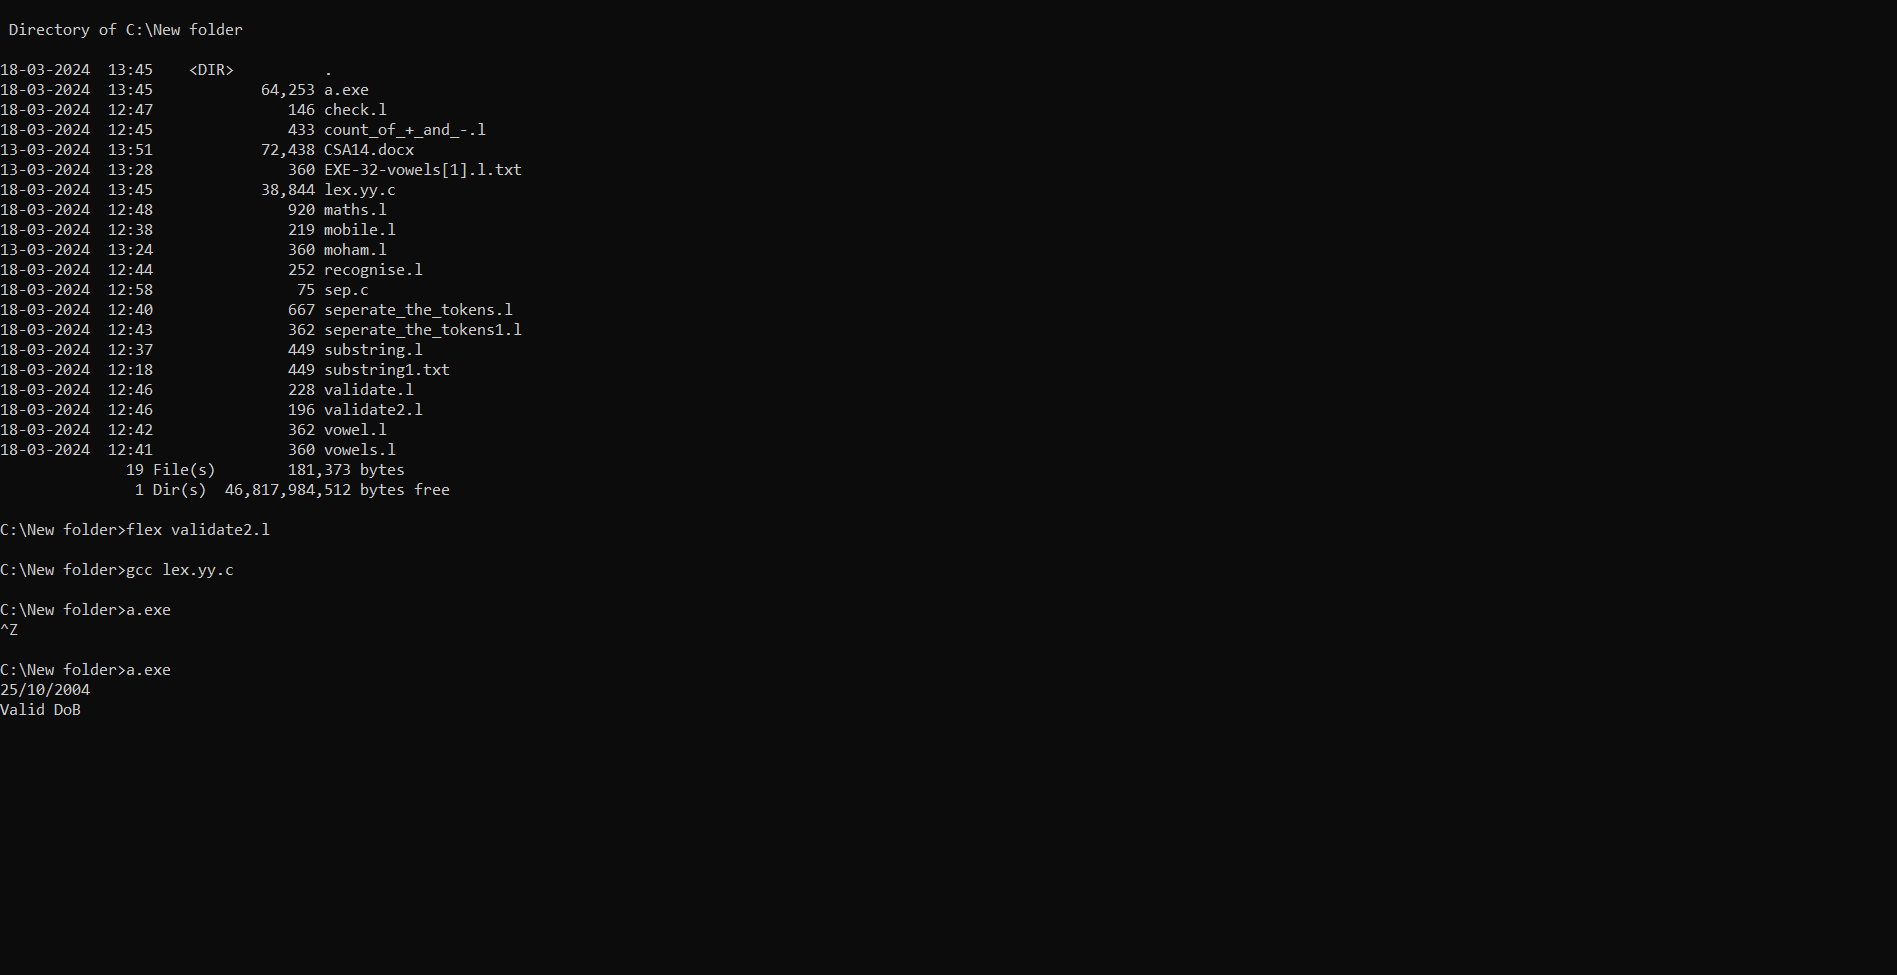 Directory of C:\New folder
18-03-2024  13:45    <DIR>          .
18-03-2024  13:45            64,253 a.exe
18-03-2024  12:47               146 check.l
18-03-2024  12:45               433 count_of_+_and_-.l
13-03-2024  13:51            72,438 CSA14.docx
13-03-2024  13:28               360 EXE-32-vowels[1].l.txt
18-03-2024  13:45            38,844 lex.yy.c
18-03-2024  12:48               920 maths.l
18-03-2024  12:38               219 mobile.l
13-03-2024  13:24               360 moham.l
18-03-2024  12:44               252 recognise.l
18-03-2024  12:58                75 sep.c
18-03-2024  12:40               667 seperate_the_tokens.l
18-03-2024  12:43               362 seperate_the_tokens1.l
18-03-2024  12:37               449 substring.l
18-03-2024  12:18               449 substring1.txt
18-03-2024  12:46               228 validate.l
18-03-2024  12:46               196 validate2.l
18-03-2024  12:42               362 vowel.l
18-03-2024  12:41               360 vowels.l
19 File(s)        181,373 bytes
1 Dir(s)  46,817,984,512 bytes free
C:\New folder>flex validate2.l
C:\New folder>gcc lex.yy.c
C:\New folder>a.exe
^Z
C:\New folder>a.exe
25/10/2004
Valid DoB